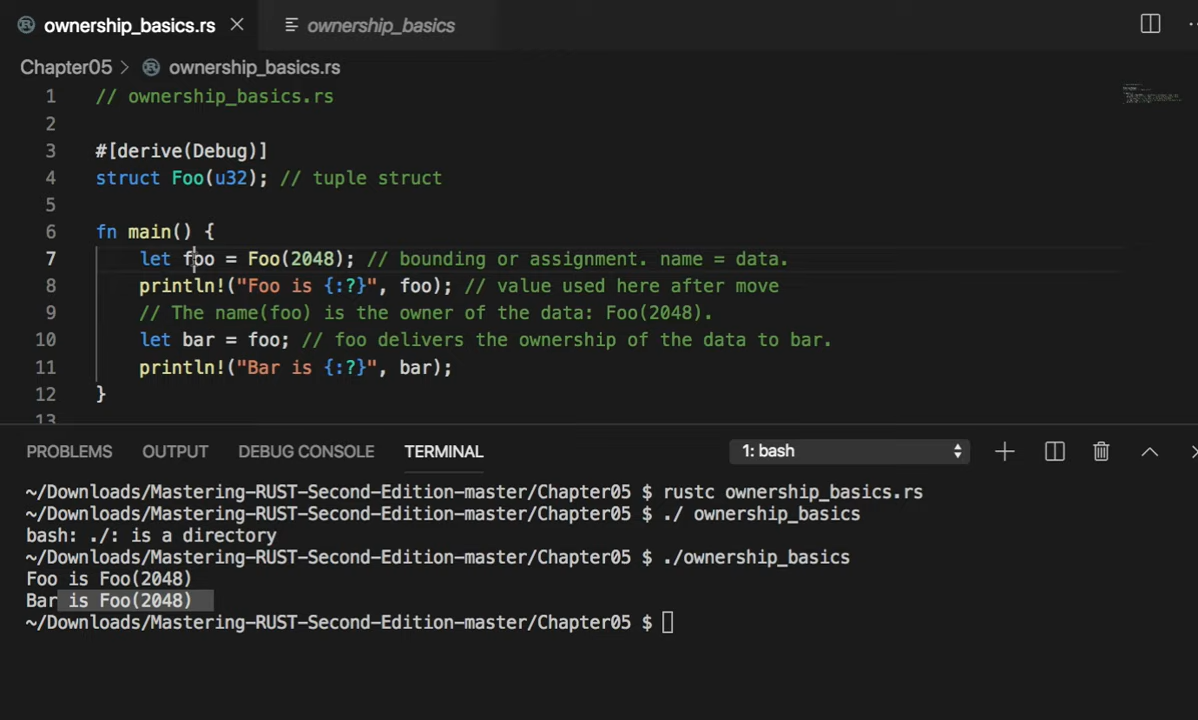 ownership_basics.rs
ownership_basics
Chapter05 > ownership_basics.rs
1 // ownership_basics.rs
2
3 #[derive(Debug)]
4 struct Foo(u32); // tuple struct
5
6 fn main() {
7 let foo = Foo(2048); // bounding or assignment. name = data.
8 println!("Foo is {:?}", foo); // value used here after move
9 // The name(foo) is the owner of the data: Foo(2048).
10 let bar = foo; // foo delivers the ownership of the data to bar.
11 println!("Bar is {:?}", bar);
12 }
13
PROBLEMS OUTPUT DEBUG CONSOLE TERMINAL 1: bash
~/Downloads/Mastering-RUST-Second-Edition-master/Chapter05 $ rustc ownership_basics.rs
~/Downloads/Mastering-RUST-Second-Edition-master/Chapter05 $ ./ ownership_basics
bash: ./: is a directory
~/Downloads/Mastering-RUST-Second-Edition-master/Chapter05 $ ./ownership_basics
Foo is Foo(2048)
Bar is Foo(2048)
~/Downloads/Mastering-RUST-Second-Edition-master/Chapter05 $